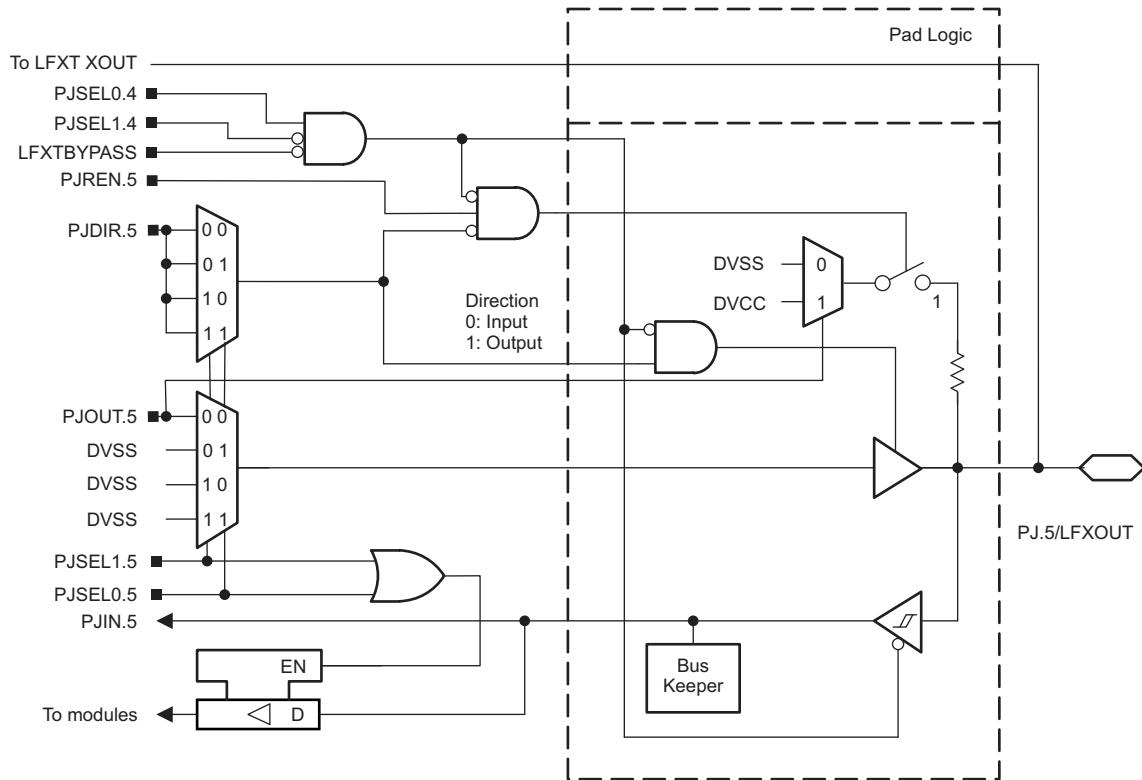 Pad Logic
To LFXT XOUT
PJSEL0.4
PJSEL1.4
LFXTBYPASS
PJREN.5
PJDIR.5
0 0
0 1
1 0
1 1
Direction
0: Input
1: Output
DVSS
0
DVCC
1
1
PJOUT.5
0 0
DVSS
0 1
DVSS
1 0
DVSS
1 1
PJ.5/LFXOUT
PJSEL1.5
PJSEL0.5
PJIN.5
Bus
Keeper
EN
To modules
D